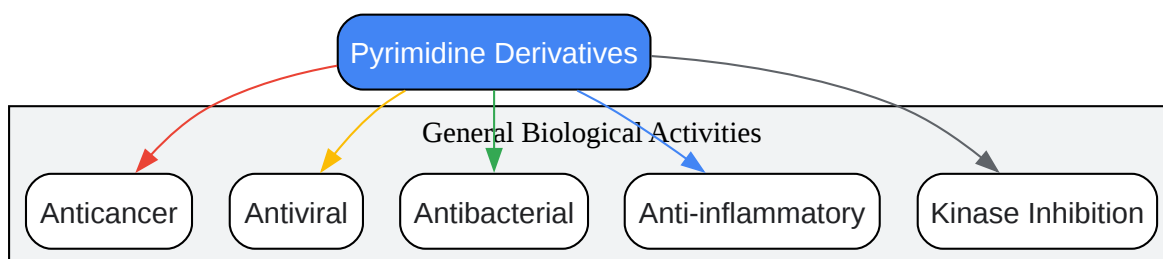 Pyrimidine Derivatives
General Biological Activities
Anticancer
Antiviral
Antibacterial
Anti-inflammatory
Kinase Inhibition